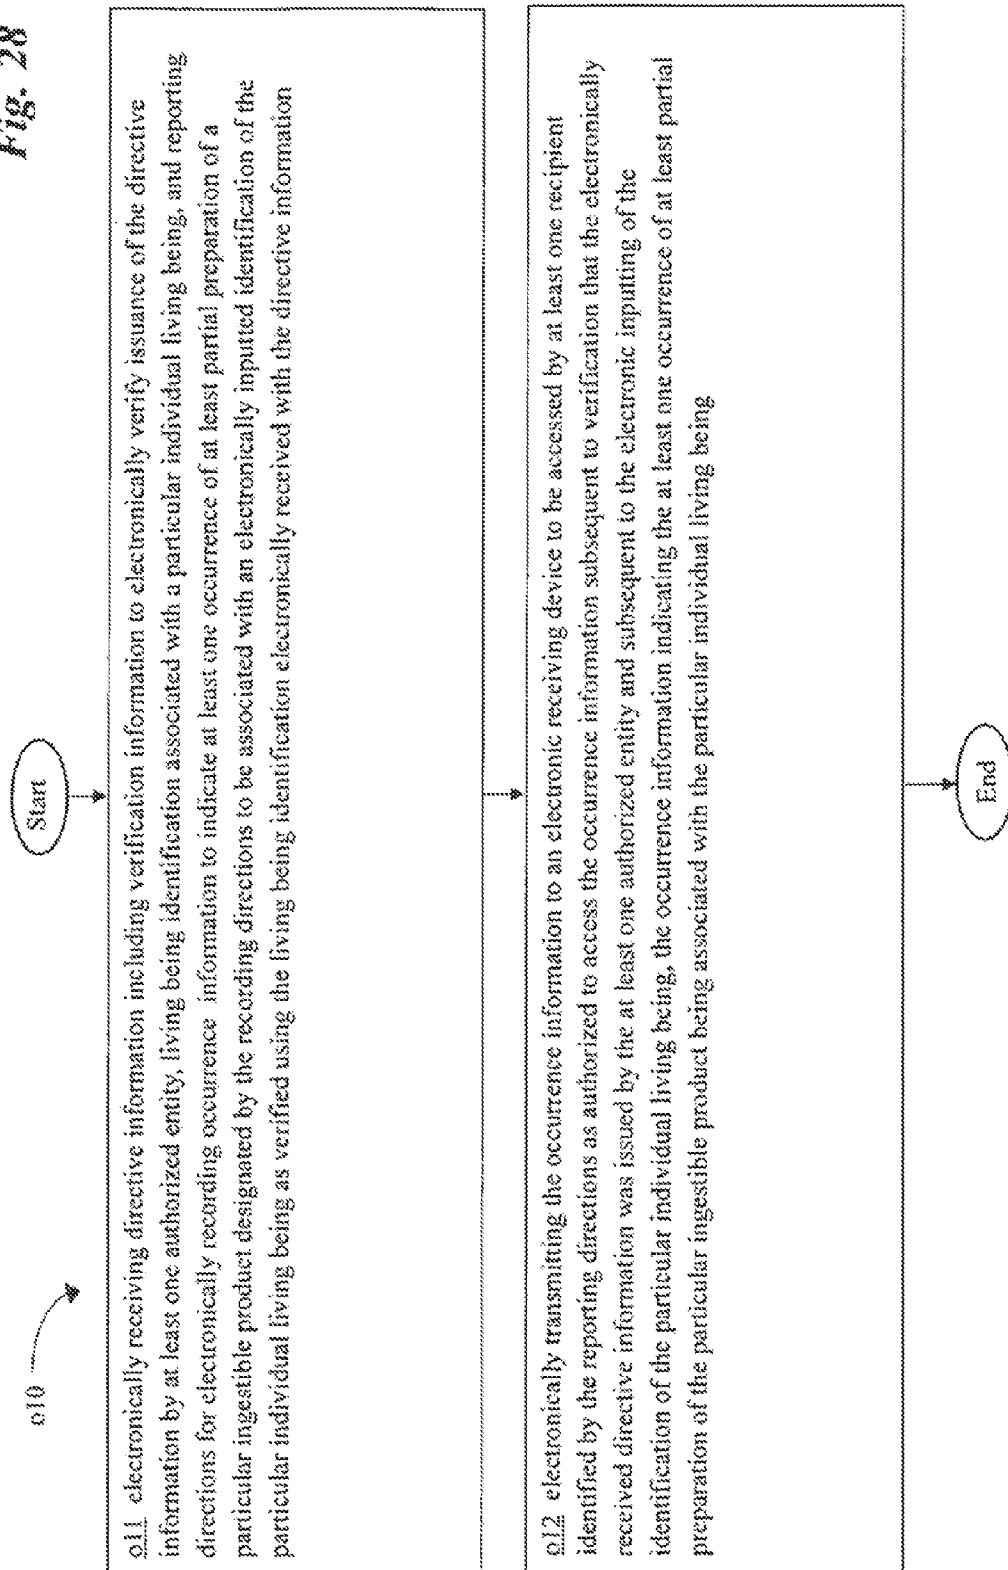 Fig. 28
o10
Start
o11 electronically receiving directive information including verification information to electronically verify issuance of the directive
information by at least one authorized entity, living being identification associated with a particular individual living being, and reporting
directions for electronically recording occurrence information to indicate at least one occurrence of at least partial preparation of a
particular ingestible product designated by the recording directions to be associated with an electronically inputted identification of the
particular individual living being as verified using the living being identification electronically received with the directive information
o12 electronically transmitting the occurrence information to an electronic receiving device to be accessed by at least one recipient
identified by the reporting directions as authorized to access the occurrence information subsequent to verification that the electronically
received directive information was issued by the at least one authorized entity and subsequent to the electronic inputting of the
identification of the particular individual living being, the occurrence information indicating the at least one occurrence of at least partial
preparation of the particular ingestible product being associated with the particular individual living being
End